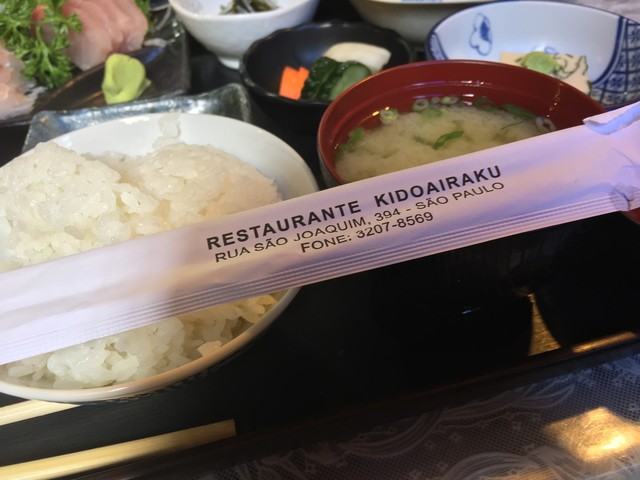 RESTAURANTE KIDOAIRAKU
RUA SÃO JOAQUIM, 394 - SÃO PAULO
FONE: 3207-8569